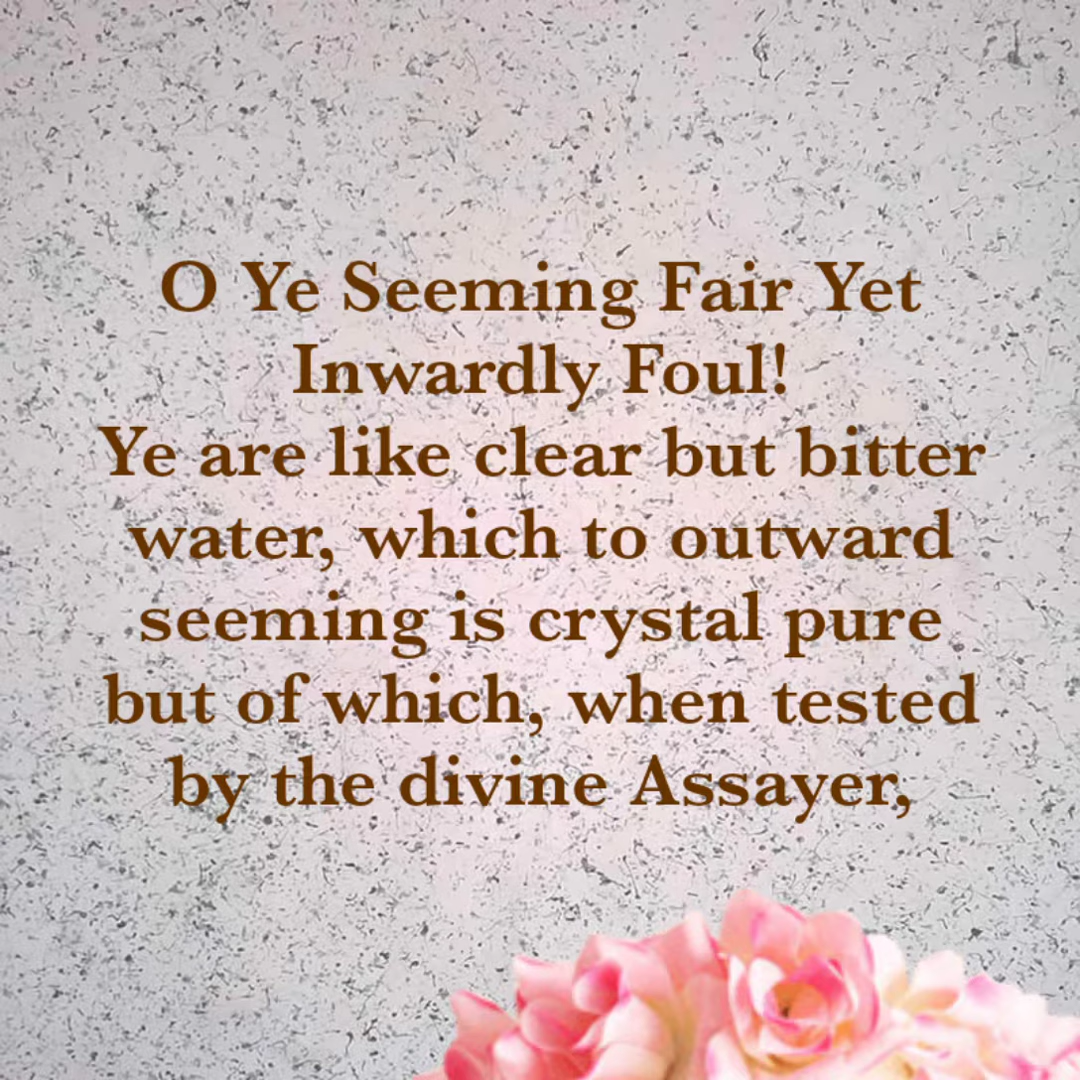 O Ye Seeming Fair Yet
Inwardly Foul!
Ye are like clear but bitter
water, which to outward
seeming is crystal pure
but of which, when tested
by the divine Assayer,